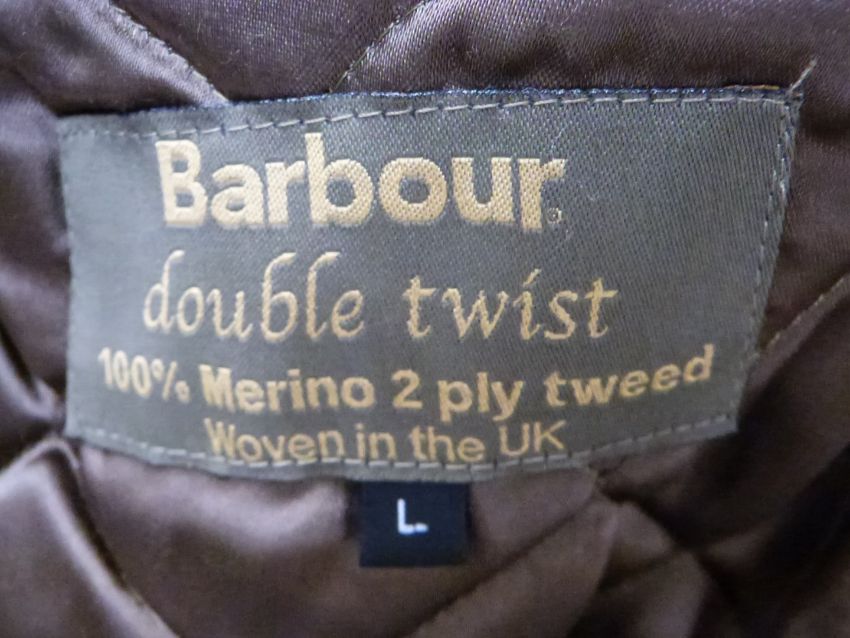 Barbour®
double twist
100% Merino 2 ply tweed
Woven in the UK
L.